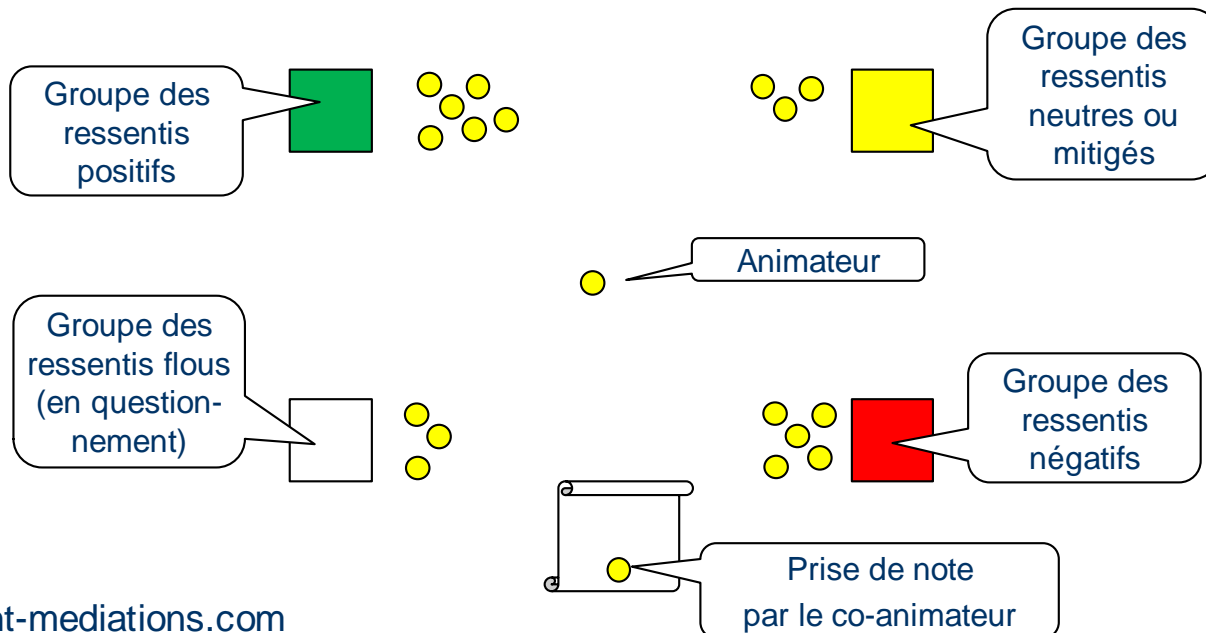 Groupe des
ressentis
positifs
Groupe des
ressentis
neutres ou
mitigés
Animateur
Groupe des
ressentis flous
(en question-
nement)
Groupe des
ressentis
négatifs
Prise de note
par le co-animateur
nt-mediations.com